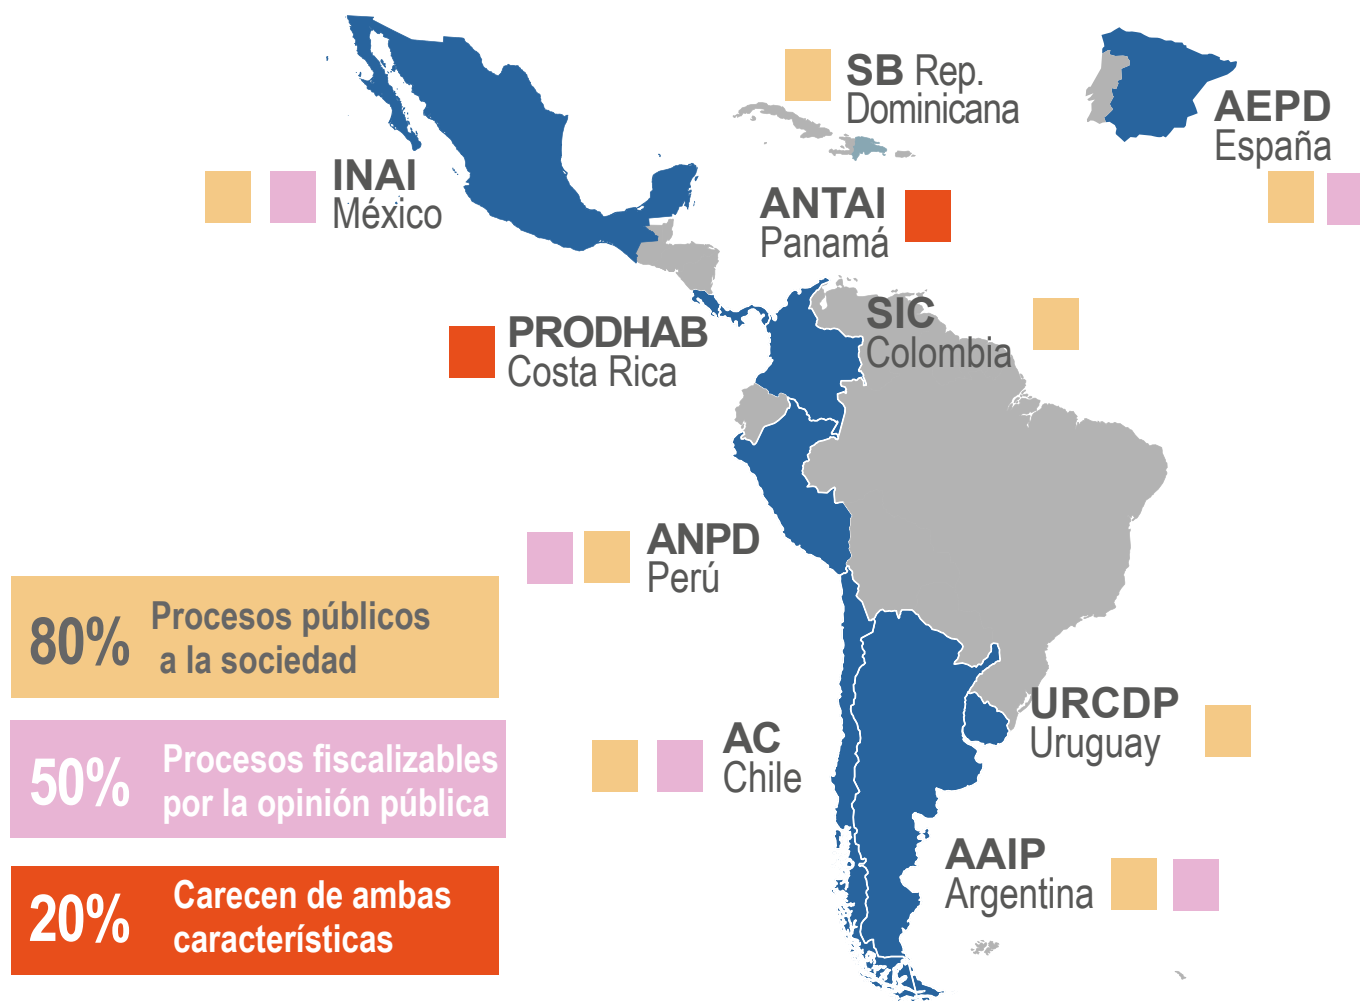 SB Rep.
Dominicana
AEPD
España
INAI
México
ANTAI
Panamá
SIC
Colombia
PRODHAB
Costa Rica
ANPD
Perú
80% Procesos públicos
a la sociedad
URCDP
Uruguay
AC
Chile
50% Procesos fiscalizables
por la opinión pública
AAIP
Argentina
20% Carecen de ambas
características